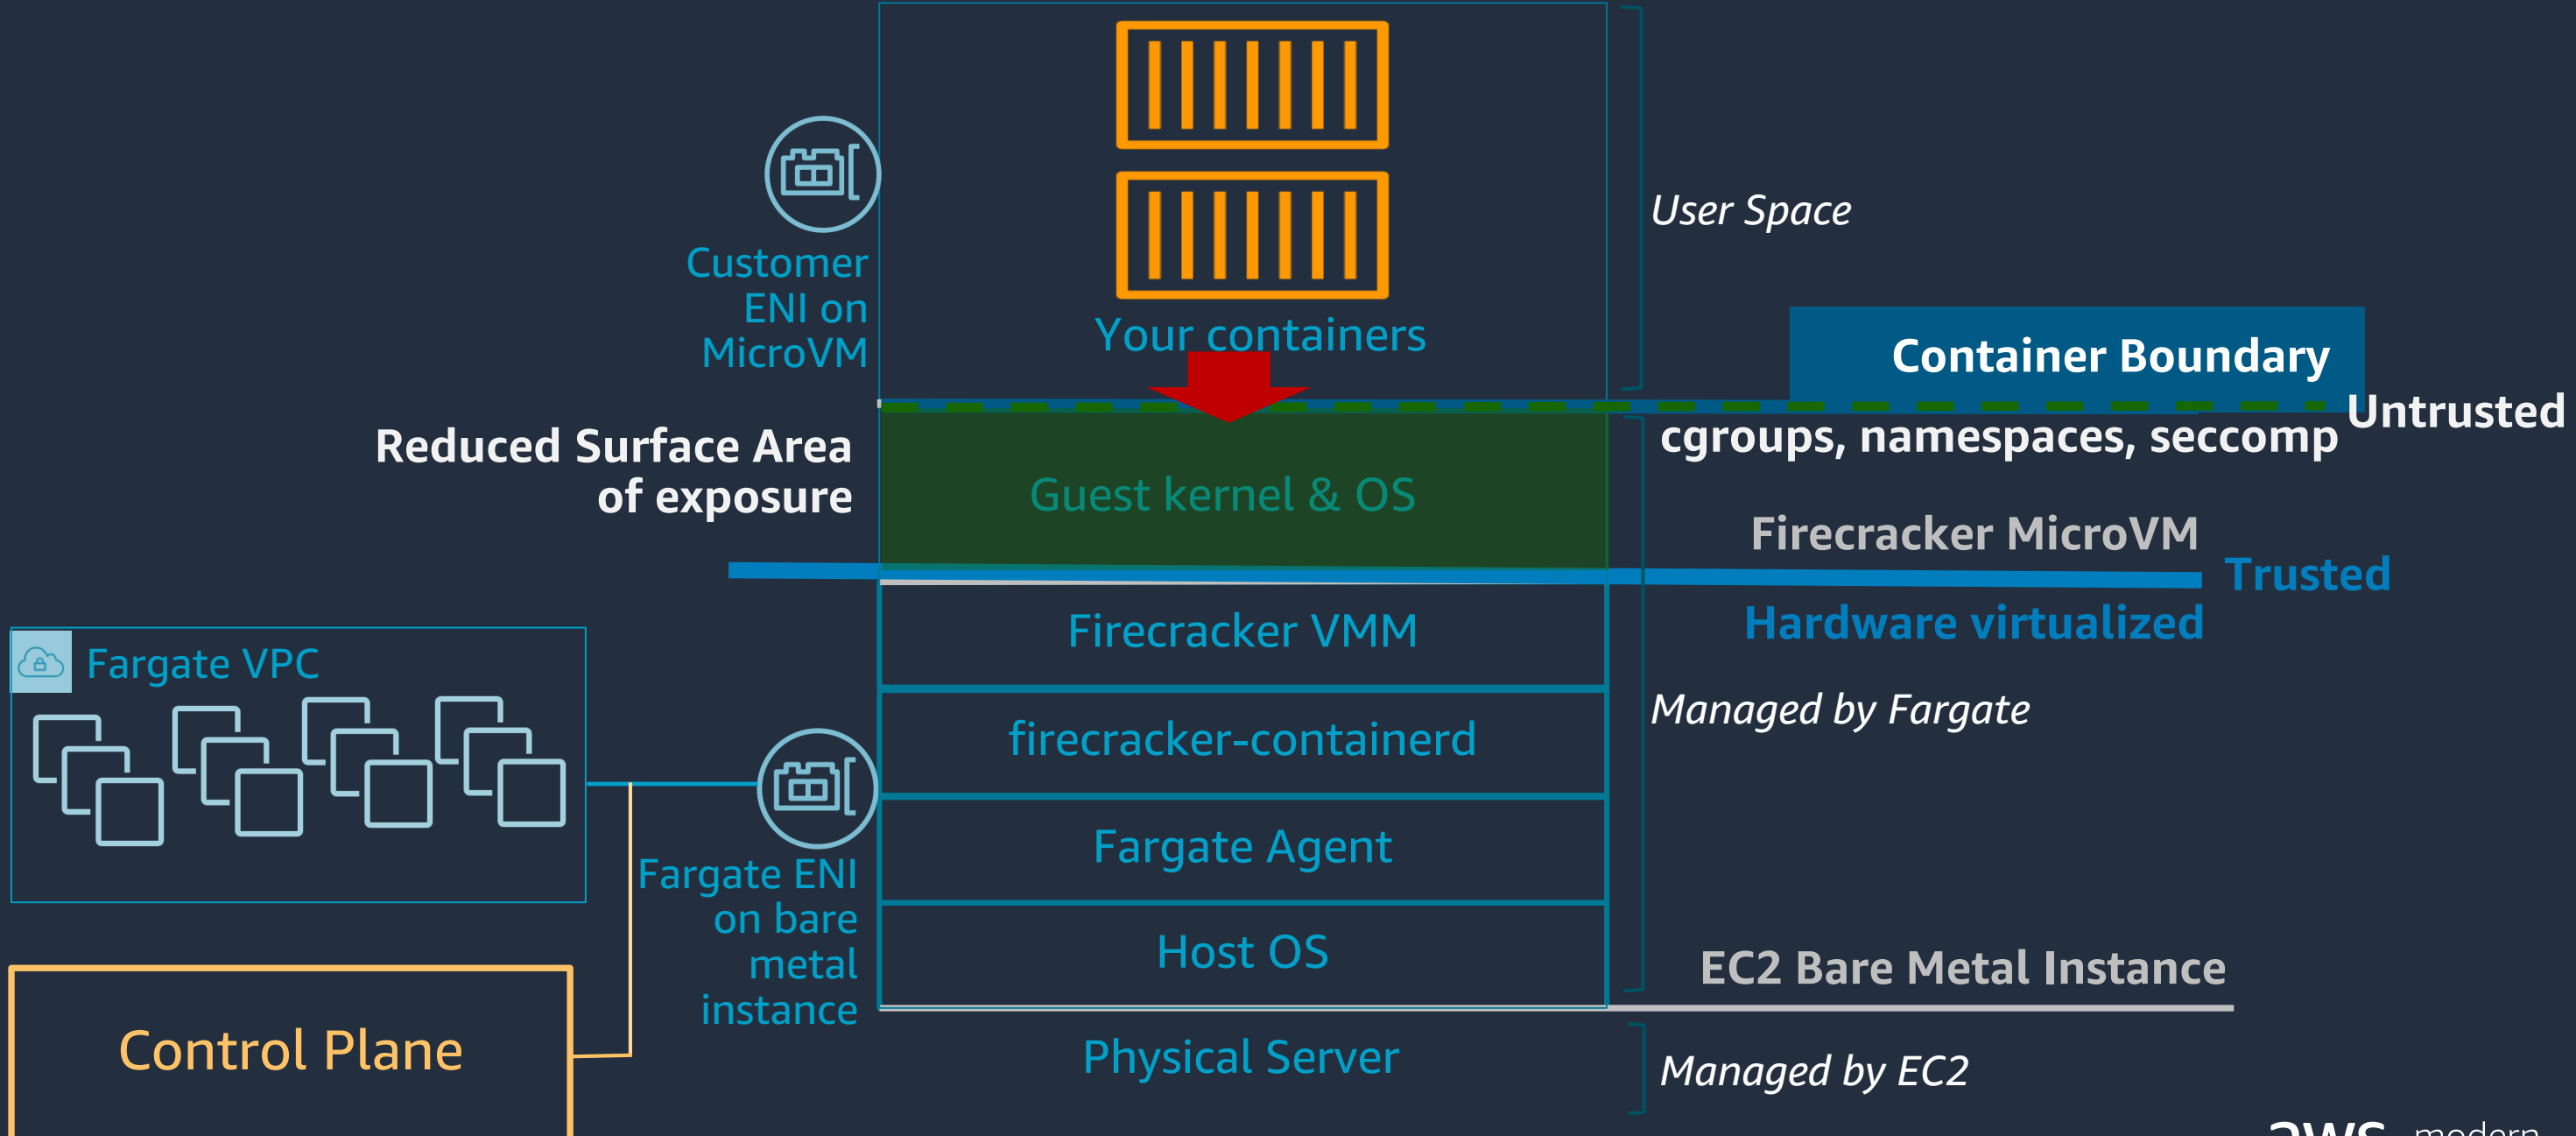 User Space
Customer
ENI on
MicroVM
Your containers
Container Boundary
Untrusted
cgroups, namespaces, seccomp
Reduced Surface Area
of exposure
Guest kernel & OS
Firecracker MicroVM
Trusted
Hardware virtualized
Firecracker VMM
Fargate VPC
Managed by Fargate
firecracker-containerd
Fargate Agent
Fargate ENI
on bare
metal
instance
Host OS
EC2 Bare Metal Instance
Control Plane
Physical Server
Managed by EC2
aws modern